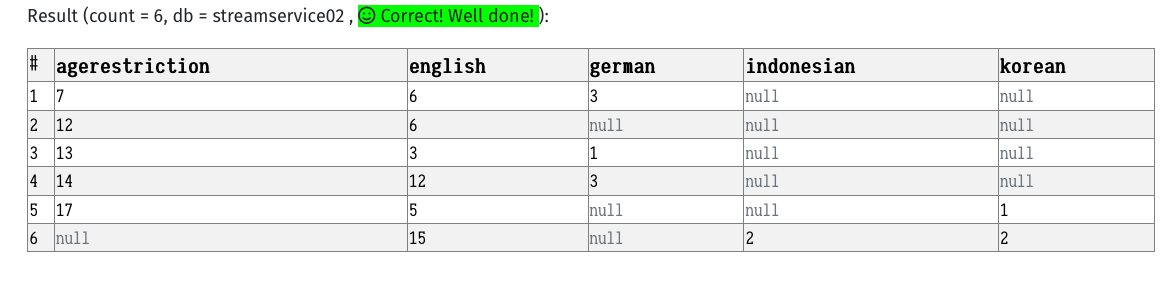 Result (count = 6, db = streamservice02 , Correct! Well done! ):
# agerestriction english german indonesian korean
1 7 6 3 null null
2 12 6 null null null
3 13 3 1 null null
4 14 12 3 null null
5 17 5 null null 1
6 null 15 null 2 2